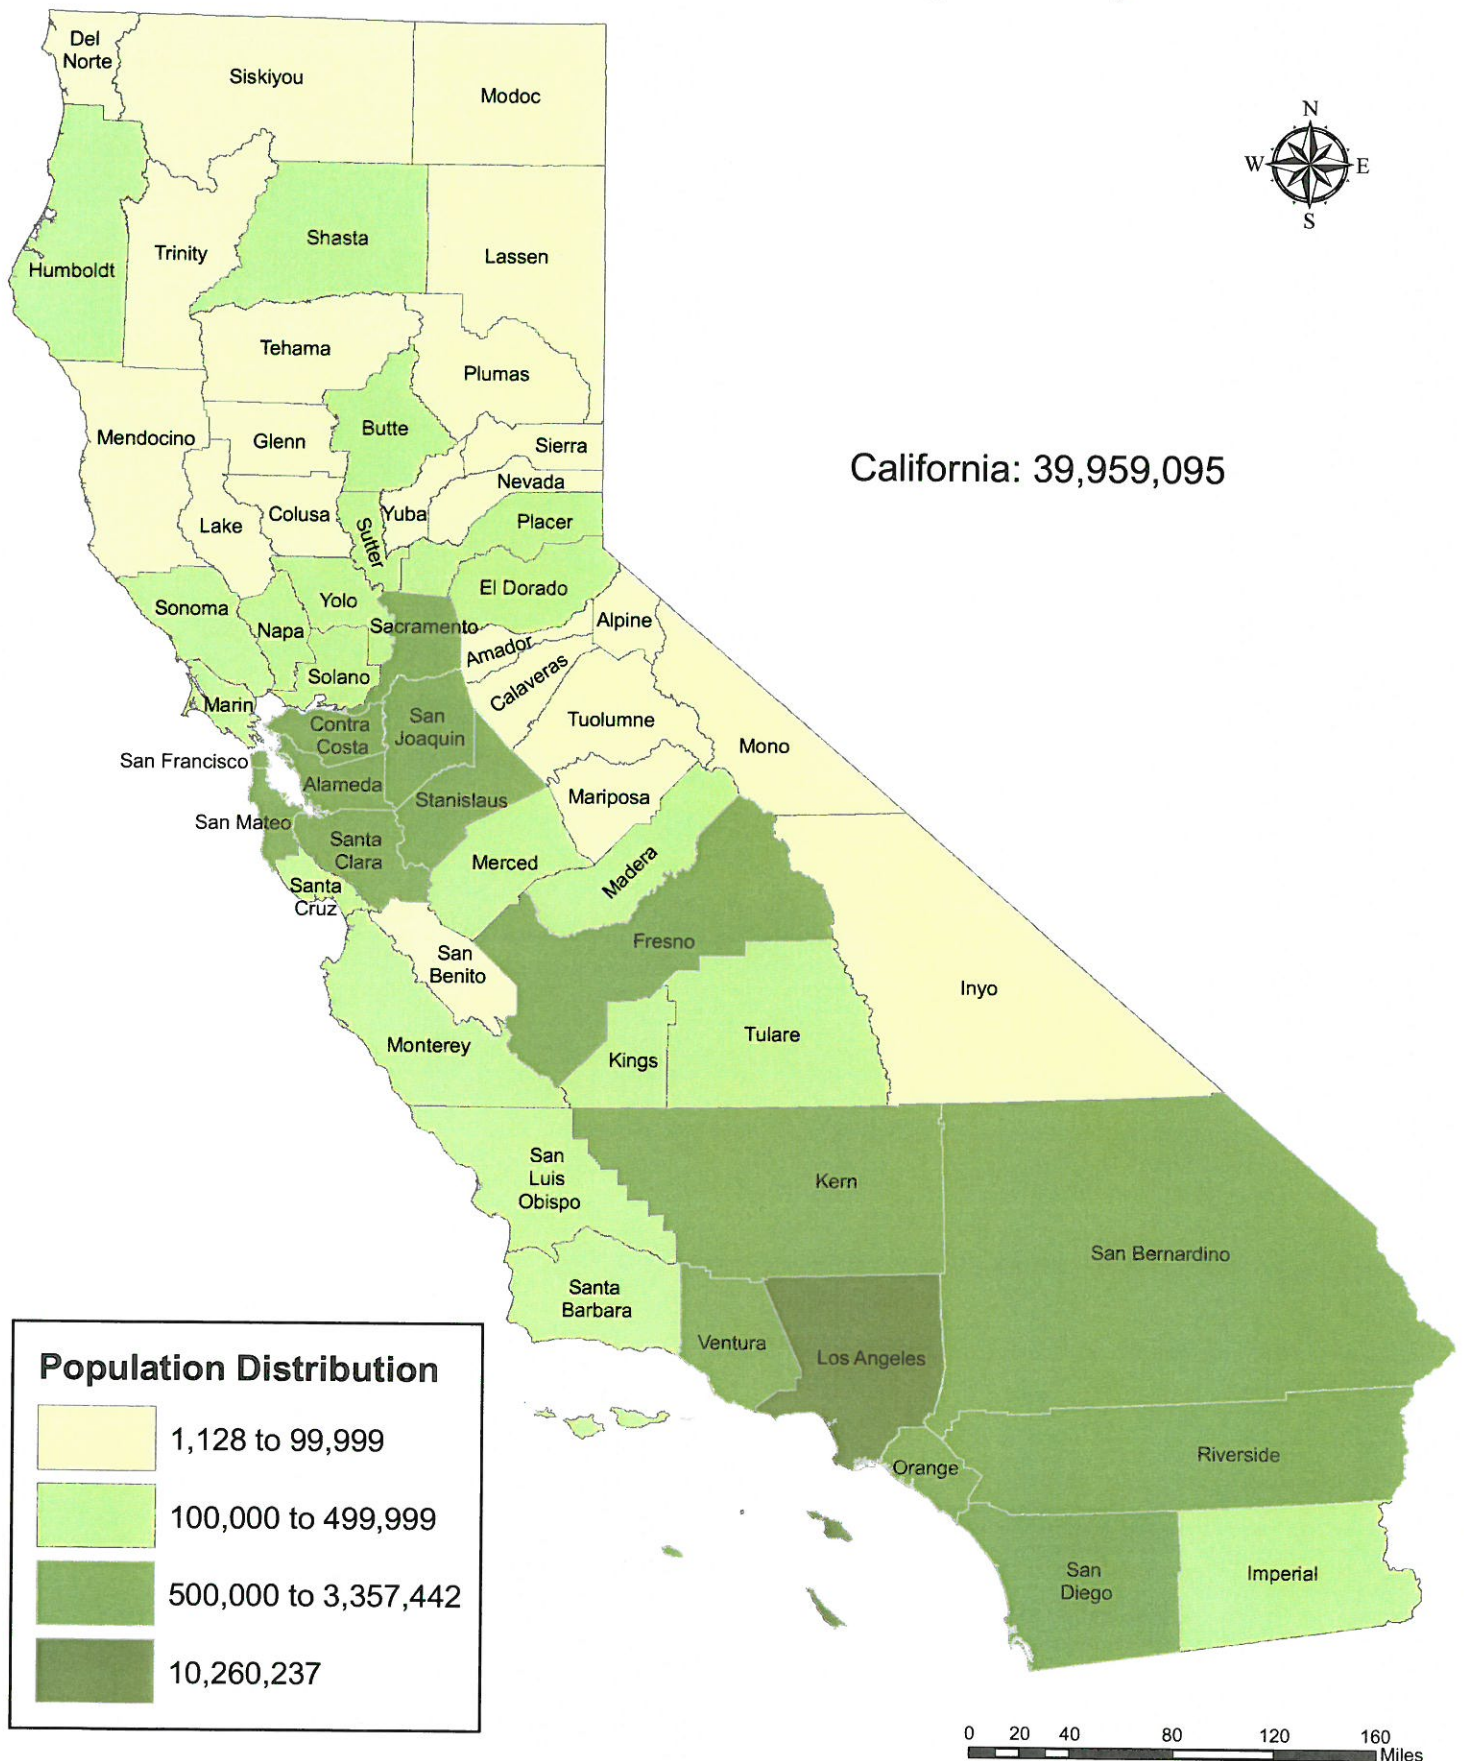 Del
Norte
Siskiyou
Modoc
N
W
E
S
Humboldt
Trinity
Shasta
Lassen
Tehama
Plumas
Mendocino
Glenn
Butte
Sierra
Nevada
California: 39,959,095
Lake
Colusa
Sutter
Yuba
Placer
El Dorado
Sonoma
Napa
Yolo
Sacramento
Alpine
Amador
Solano
Calaveras
Marin
Contra
Costa
San
Joaquin
Tuolumne
Mono
San Francisco
Alameda
Stanislaus
Mariposa
San Mateo
Santa
Clara
Merced
Madera
Santa
Cruz
San
Benito
Fresno
Inyo
Monterey
Kings
Tulare
San
Luis
Obispo
Kern
San Bernardino
Santa
Barbara
Ventura
Los Angeles
Orange
Riverside
San
Diego
Imperial
Population Distribution
1,128 to 99,999
100,000 to 499,999
500,000 to 3,357,442
10,260,237
0 20 40 80 120 160
Miles